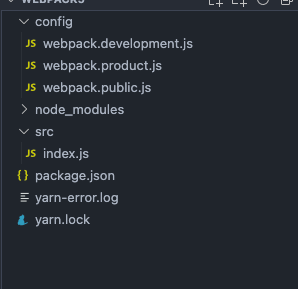 WEBPACKS
config
JS webpack.development.js
JS webpack.product.js
JS webpack.public.js
node_modules
src
JS index.js
{} package.json
yarn-error.log
yarn.lock